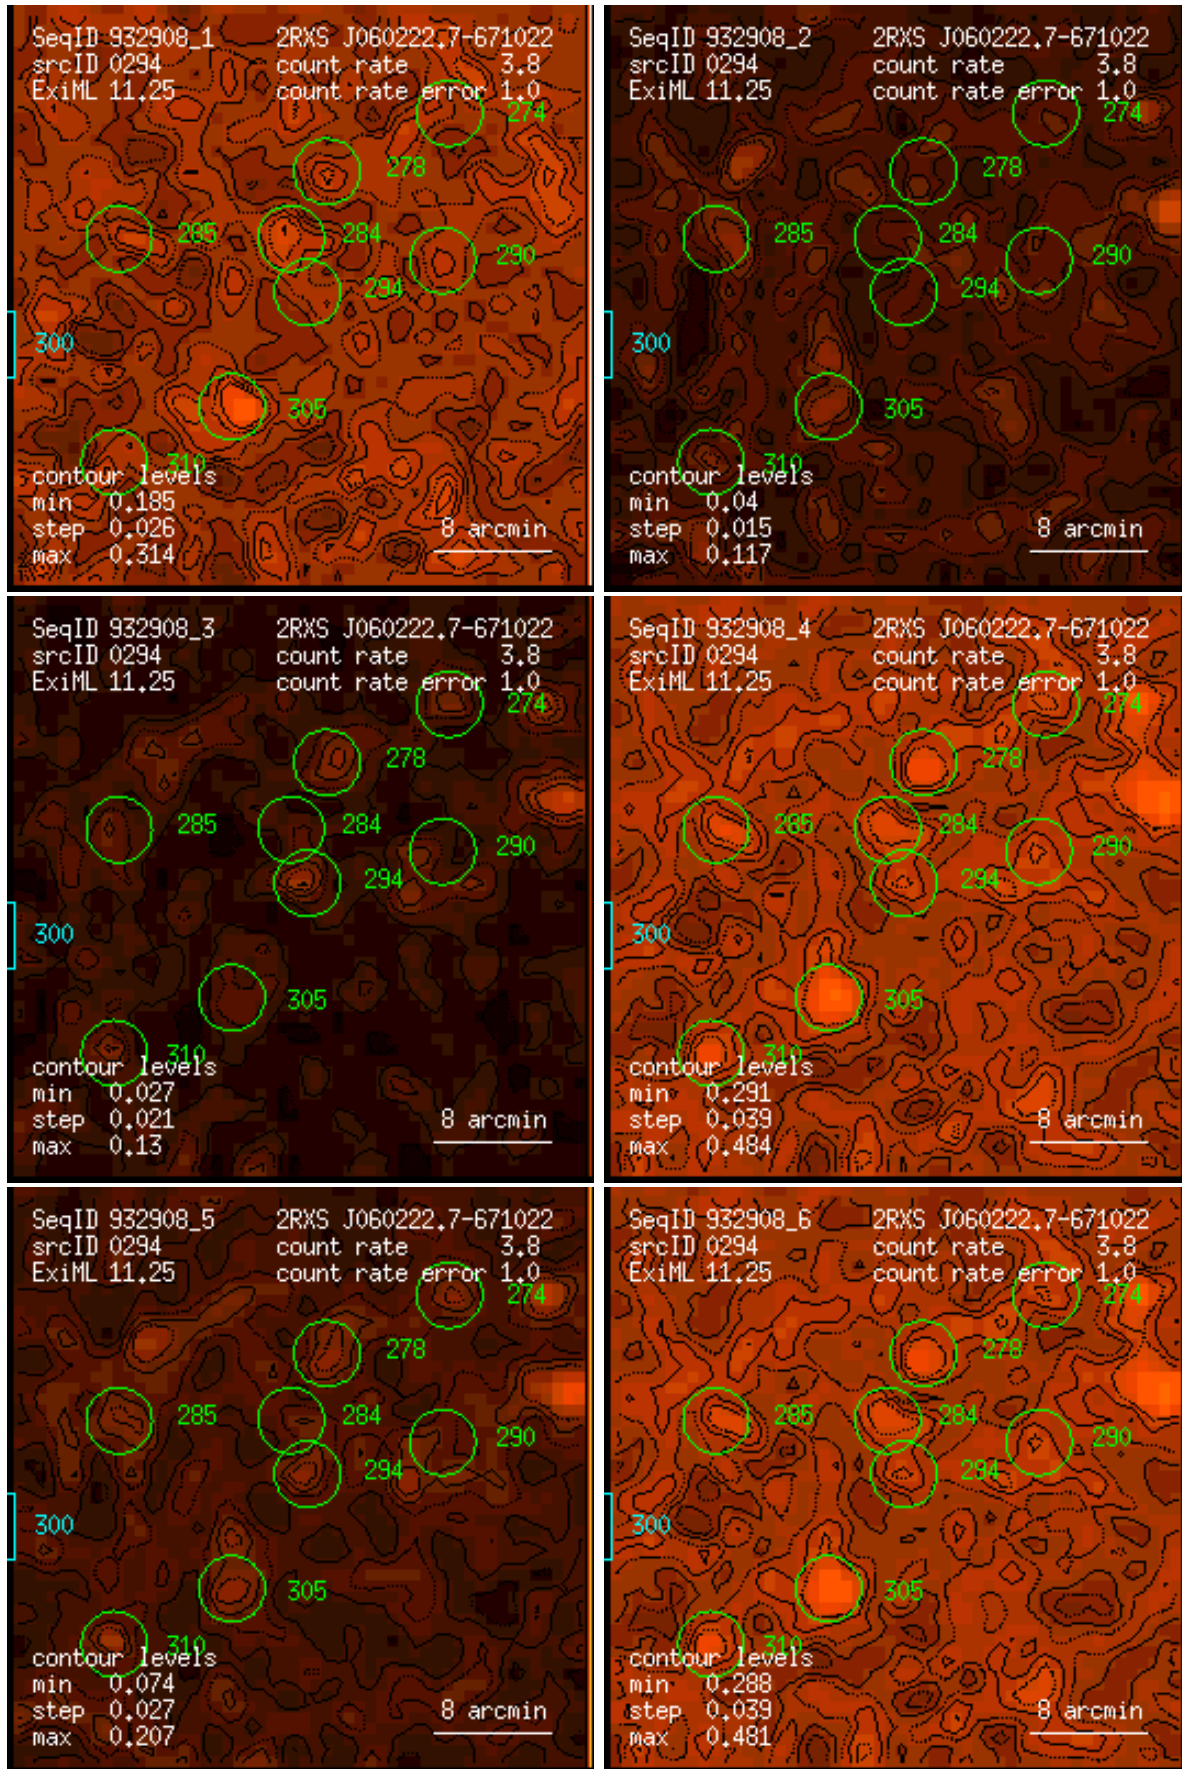 SeqID 932908_1 2RXS J060222.7-671022
srcID 0294 count rate 3.8
ExiML 11.25 count rate error 1.0
274
278
285 284
290
294
300
305
310
contour levels
min 0.185
step 0.026 8 arcmin
max 0.314
SeqID 932908_2 2RXS J060222.7-671022
srcID 0294 count rate 3.8
ExiML 11.25 count rate error 1.0
274
278
285 284
290
294
300
305
310
contour levels
min 0.04
step 0.015 8 arcmin
max 0.117
SeqID 932908_3 2RXS J060222.7-671022
srcID 0294 count rate 3.8
ExiML 11.25 count rate error 1.0
274
278
285 284
290
294
300
305
310
contour levels
min 0.027
step 0.021 8 arcmin
max 0.13
SeqID 932908_4 2RXS J060222.7-671022
srcID 0294 count rate 3.8
ExiML 11.25 count rate error 1.0
274
278
285 284
290
294
300
305
310
contour levels
min 0.291
step 0.039 8 arcmin
max 0.484
SeqID 932908_5 2RXS J060222.7-671022
srcID 0294 count rate 3.8
ExiML 11.25 count rate error 1.0
274
278
285 284
290
294
300
305
310
contour levels
min 0.074
step 0.027 8 arcmin
max 0.207
SeqID 932908_6 2RXS J060222.7-671022
srcID 0294 count rate 3.8
ExiML 11.25 count rate error 1.0
274
278
285 284
290
294
300
305
310
contour levels
min 0.288
step 0.039 8 arcmin
max 0.481